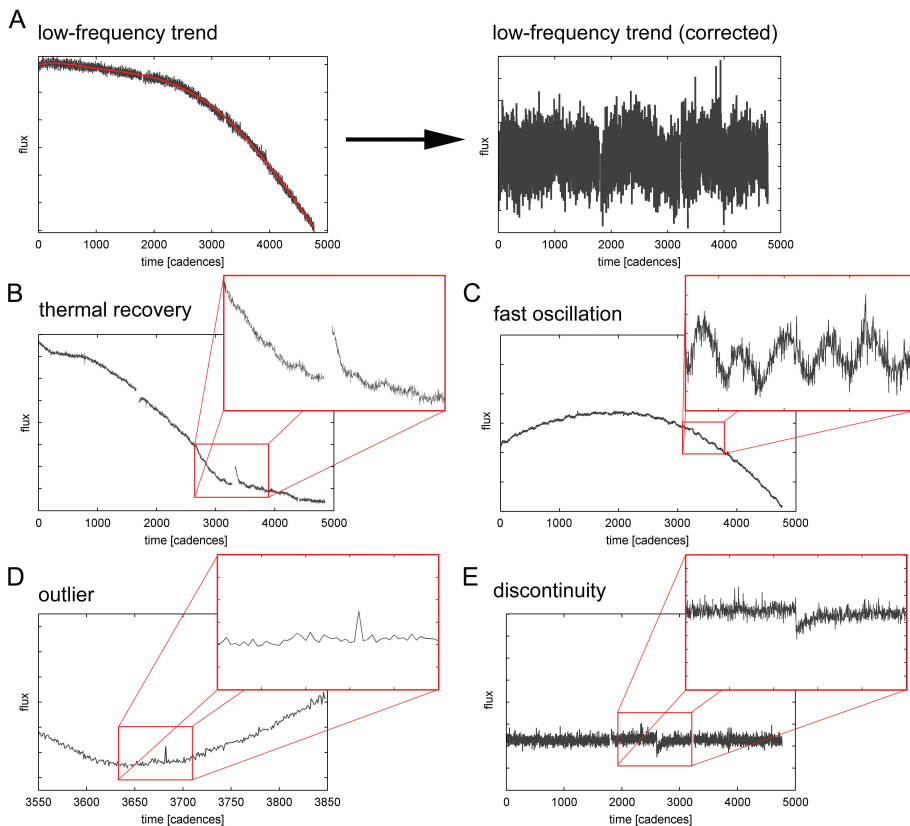 A
low-frequency trend
flux
0 1000 2000 3000 4000 5000
time [cadences]
low-frequency trend (corrected)
flux
0 1000 2000 3000 4000 5000
time [cadences]
B
thermal recovery
flux
0 1000 2000 3000 4000 5000
time [cadences]
C
fast oscillation
flux
0 1000 2000 3000 4000 5000
time [cadences]
D
outlier
flux
3550 3600 3650 3700 3750 3800 3850
time [cadences]
E
discontinuity
flux
0 1000 2000 3000 4000 5000
time [cadences]